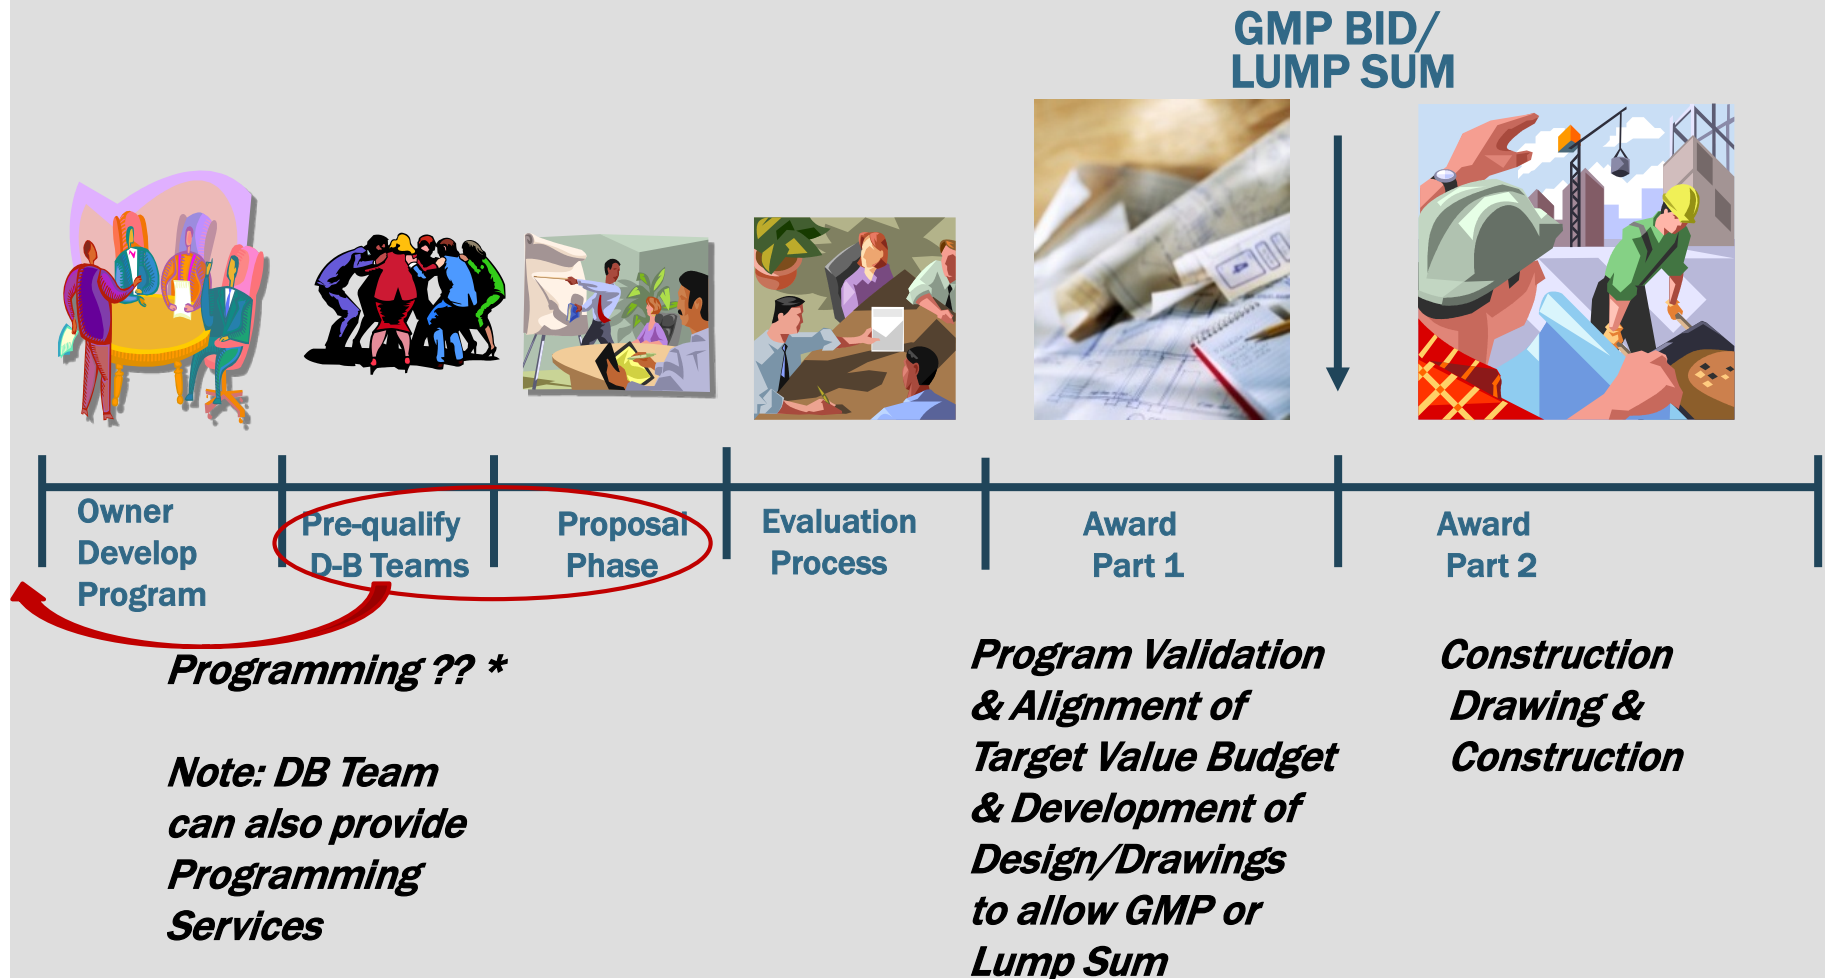 GMP BID/
LUMP SUM
Owner
Develop
Program
Pre-qualify
D-B Teams
Proposal
Phase
Evaluation
Process
Award
Part 1
Award
Part 2
Programming ?? *
Note: DB Team
can also provide
Programming
Services
Program Validation
& Alignment of
Target Value Budget
& Development of
Design/Drawings
to allow GMP or
Lump Sum
Construction
Drawing &
Construction